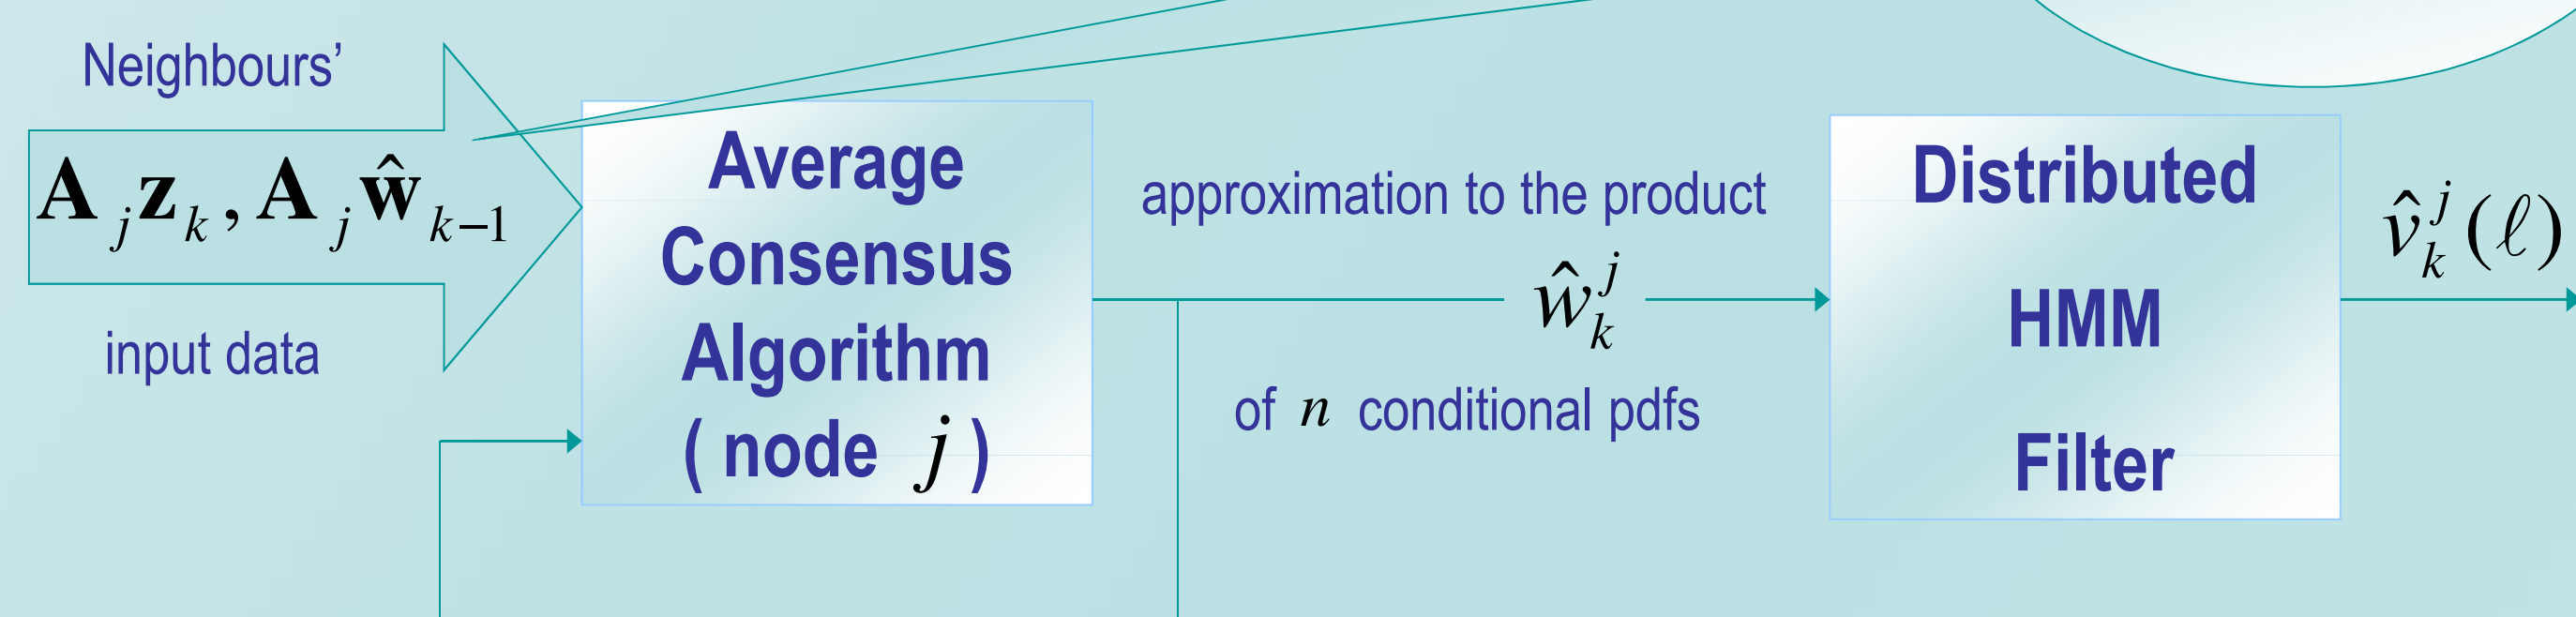 Neighbours’
A_j z_k, A_j ŵ_{k−1}
input data
Average
Consensus
Algorithm
( node j )
approximation to the product
ŵ_k^j
of n conditional pdfs
Distributed
HMM
Filter
v̂_k^j(ℓ)